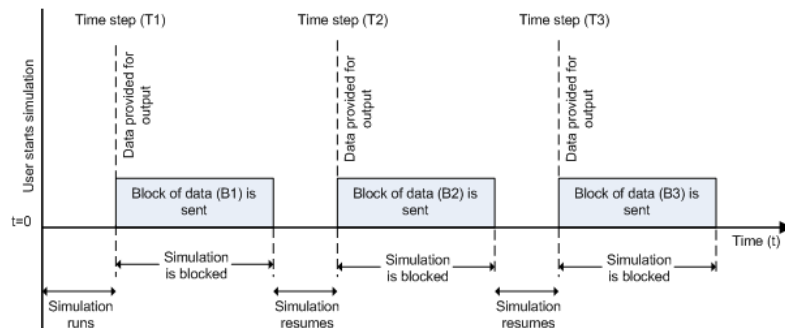 Time step (T1)
Time step (T2)
Time step (T3)
User starts simulation
Data provided for
output
Data provided for
output
Data provided for
output
Block of data (B1) is
sent
Block of data (B2) is
sent
Block of data (B3) is
sent
t=0
Time (t)
Simulation
is blocked
Simulation
is blocked
Simulation
is blocked
Simulation
runs
Simulation
resumes
Simulation
resumes